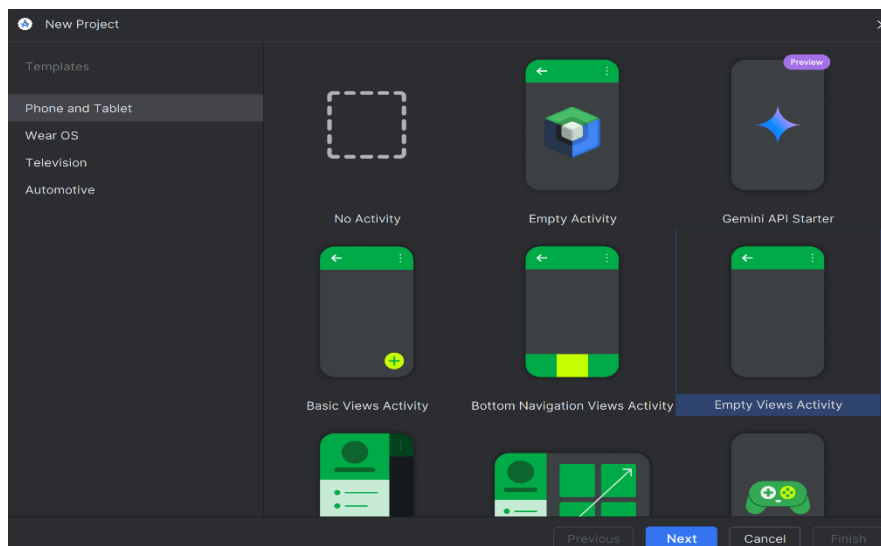 New Project
Templates
Phone and Tablet
Wear OS
Television
Automotive
Preview
No Activity
Empty Activity
Gemini API Starter
Basic Views Activity
Bottom Navigation Views Activity
Empty Views Activity
Previous
Next
Cancel
Finish